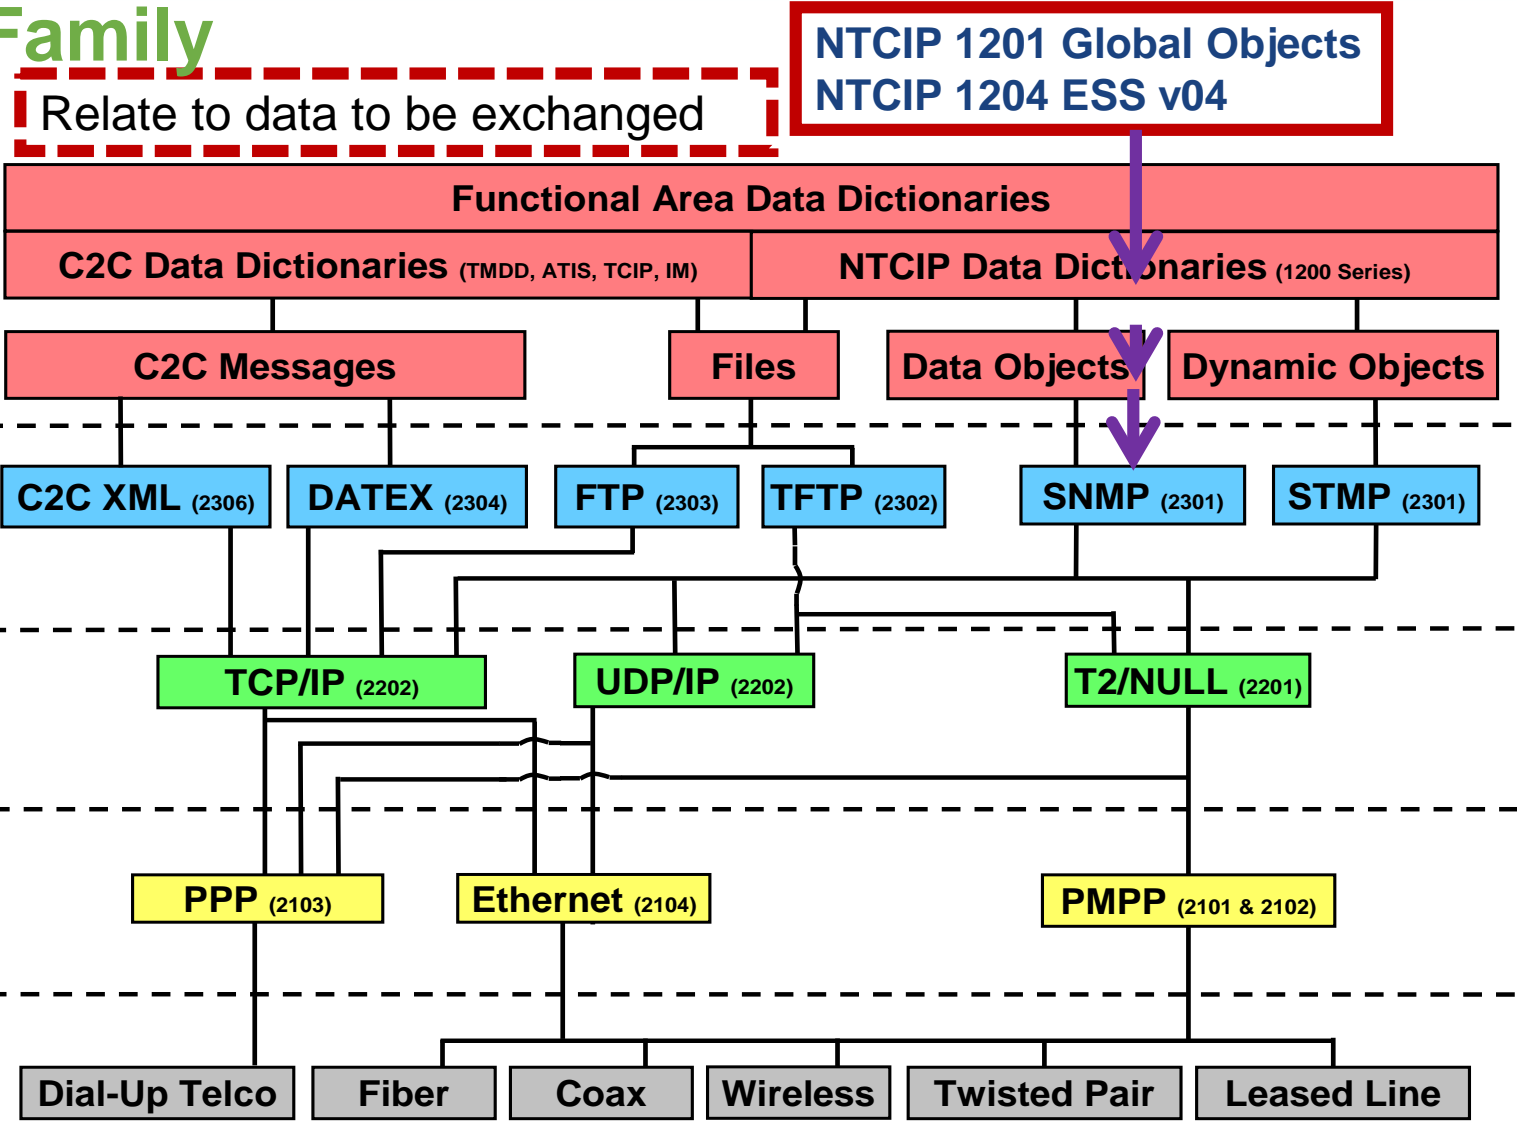 Family
NTCIP 1201 Global Objects
NTCIP 1204 ESS v04
Relate to data to be exchanged
Functional Area Data Dictionaries
C2C Data Dictionaries (TMDD, ATIS, TCIP, IM)
NTCIP Data Dictionaries (1200 Series)
C2C Messages
Files
Data Objects
Dynamic Objects
C2C XML (2306)
DATEX (2304)
FTP (2303)
TFTP (2302)
SNMP (2301)
STMP (2301)
TCP/IP (2202)
UDP/IP (2202)
T2/NULL (2201)
PPP (2103)
Ethernet (2104)
PMPP (2101 & 2102)
Dial-Up Telco
Fiber
Coax
Wireless
Twisted Pair
Leased Line